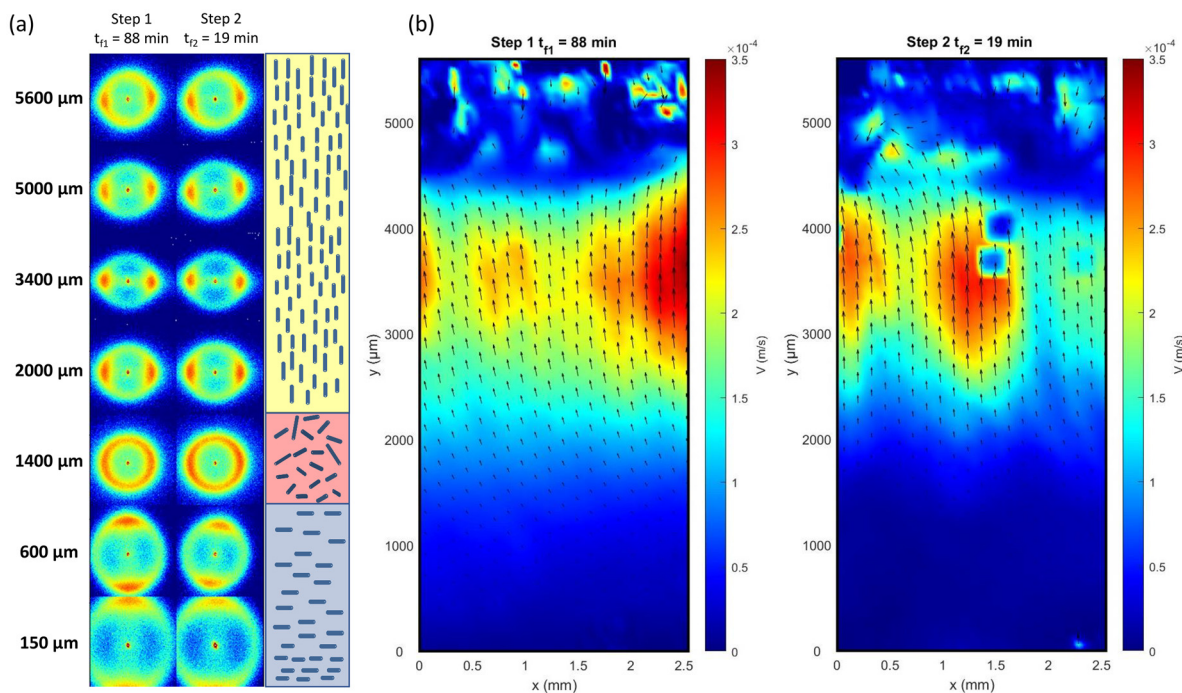 (a)
Step 1
t_f1 = 88 min
Step 2
t_f2 = 19 min
5600 µm
5000 µm
3400 µm
2000 µm
1400 µm
600 µm
150 µm
(b)
Step 1 t_f1 = 88 min
×10⁻⁴
5000
4000
3000
2000
1000
0
y (µm)
0
0.5
1
1.5
2
2.5
x (mm)
3.5
3
2.5
2
1.5
1
0.5
0
V (m/s)
Step 2 t_f2 = 19 min
×10⁻⁴
5000
4000
3000
2000
1000
0
y (µm)
0
0.5
1
1.5
2
2.5
x (mm)
3.5
3
2.5
2
1.5
1
0.5
0
V (m/s)